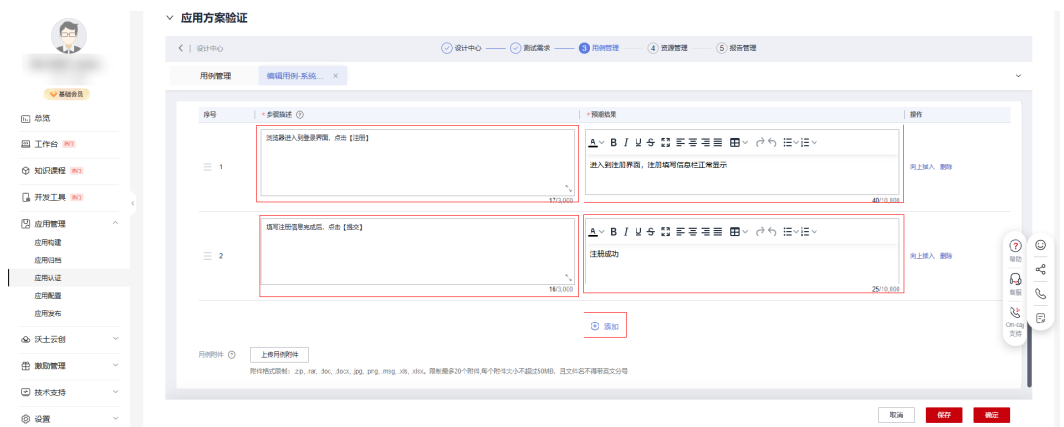 应用方案验证
设计中心
设计中心
测试需求
3 用例管理
4 资源管理
5 报告管理
用例管理
编辑用例-系统... ×
基础会员
总览
工作台 热门
知识课程 热门
开发工具 热门
应用管理
应用构建
应用归档
应用认证
应用配置
应用发布
沃土云创
激励管理
技术支持
设置
序号
* 步骤描述
* 预期结果
操作
1
浏览器进入到登录界面，点击【注册】
17/3,000
进入到注册界面，注册填写信息栏正常显示
40/10,000
向上插入 删除
2
填写注册信息完成后，点击【提交】
16/3,000
注册成功
25/10,000
向上插入 删除
添加
用例附件
上传用例附件
附件格式限制：.zip, .rar, .doc, .docx, .jpg, .png, .msg, .xls, .xlsx。限制最多20个附件,每个附件大小不超过50MB，且文件名不得带英文分号
取消
保存
确定
帮助
客服
On-call
支持